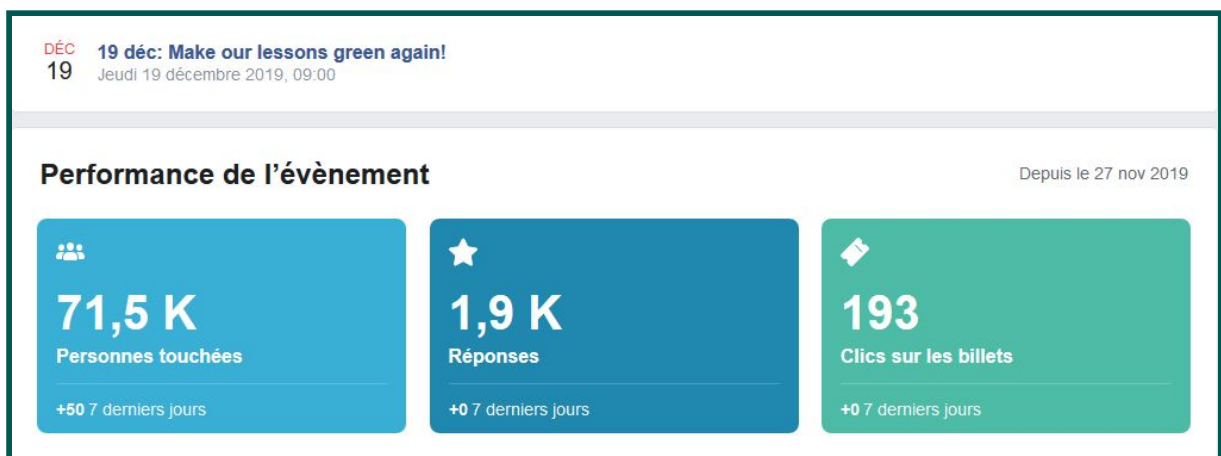 DÉC
19
19 déc: Make our lessons green again!
Jeudi 19 décembre 2019, 09:00
Performance de l’évènement
Depuis le 27 nov 2019
71,5 K
Personnes touchées
+50 7 derniers jours
1,9 K
Réponses
+0 7 derniers jours
193
Clics sur les billets
+0 7 derniers jours